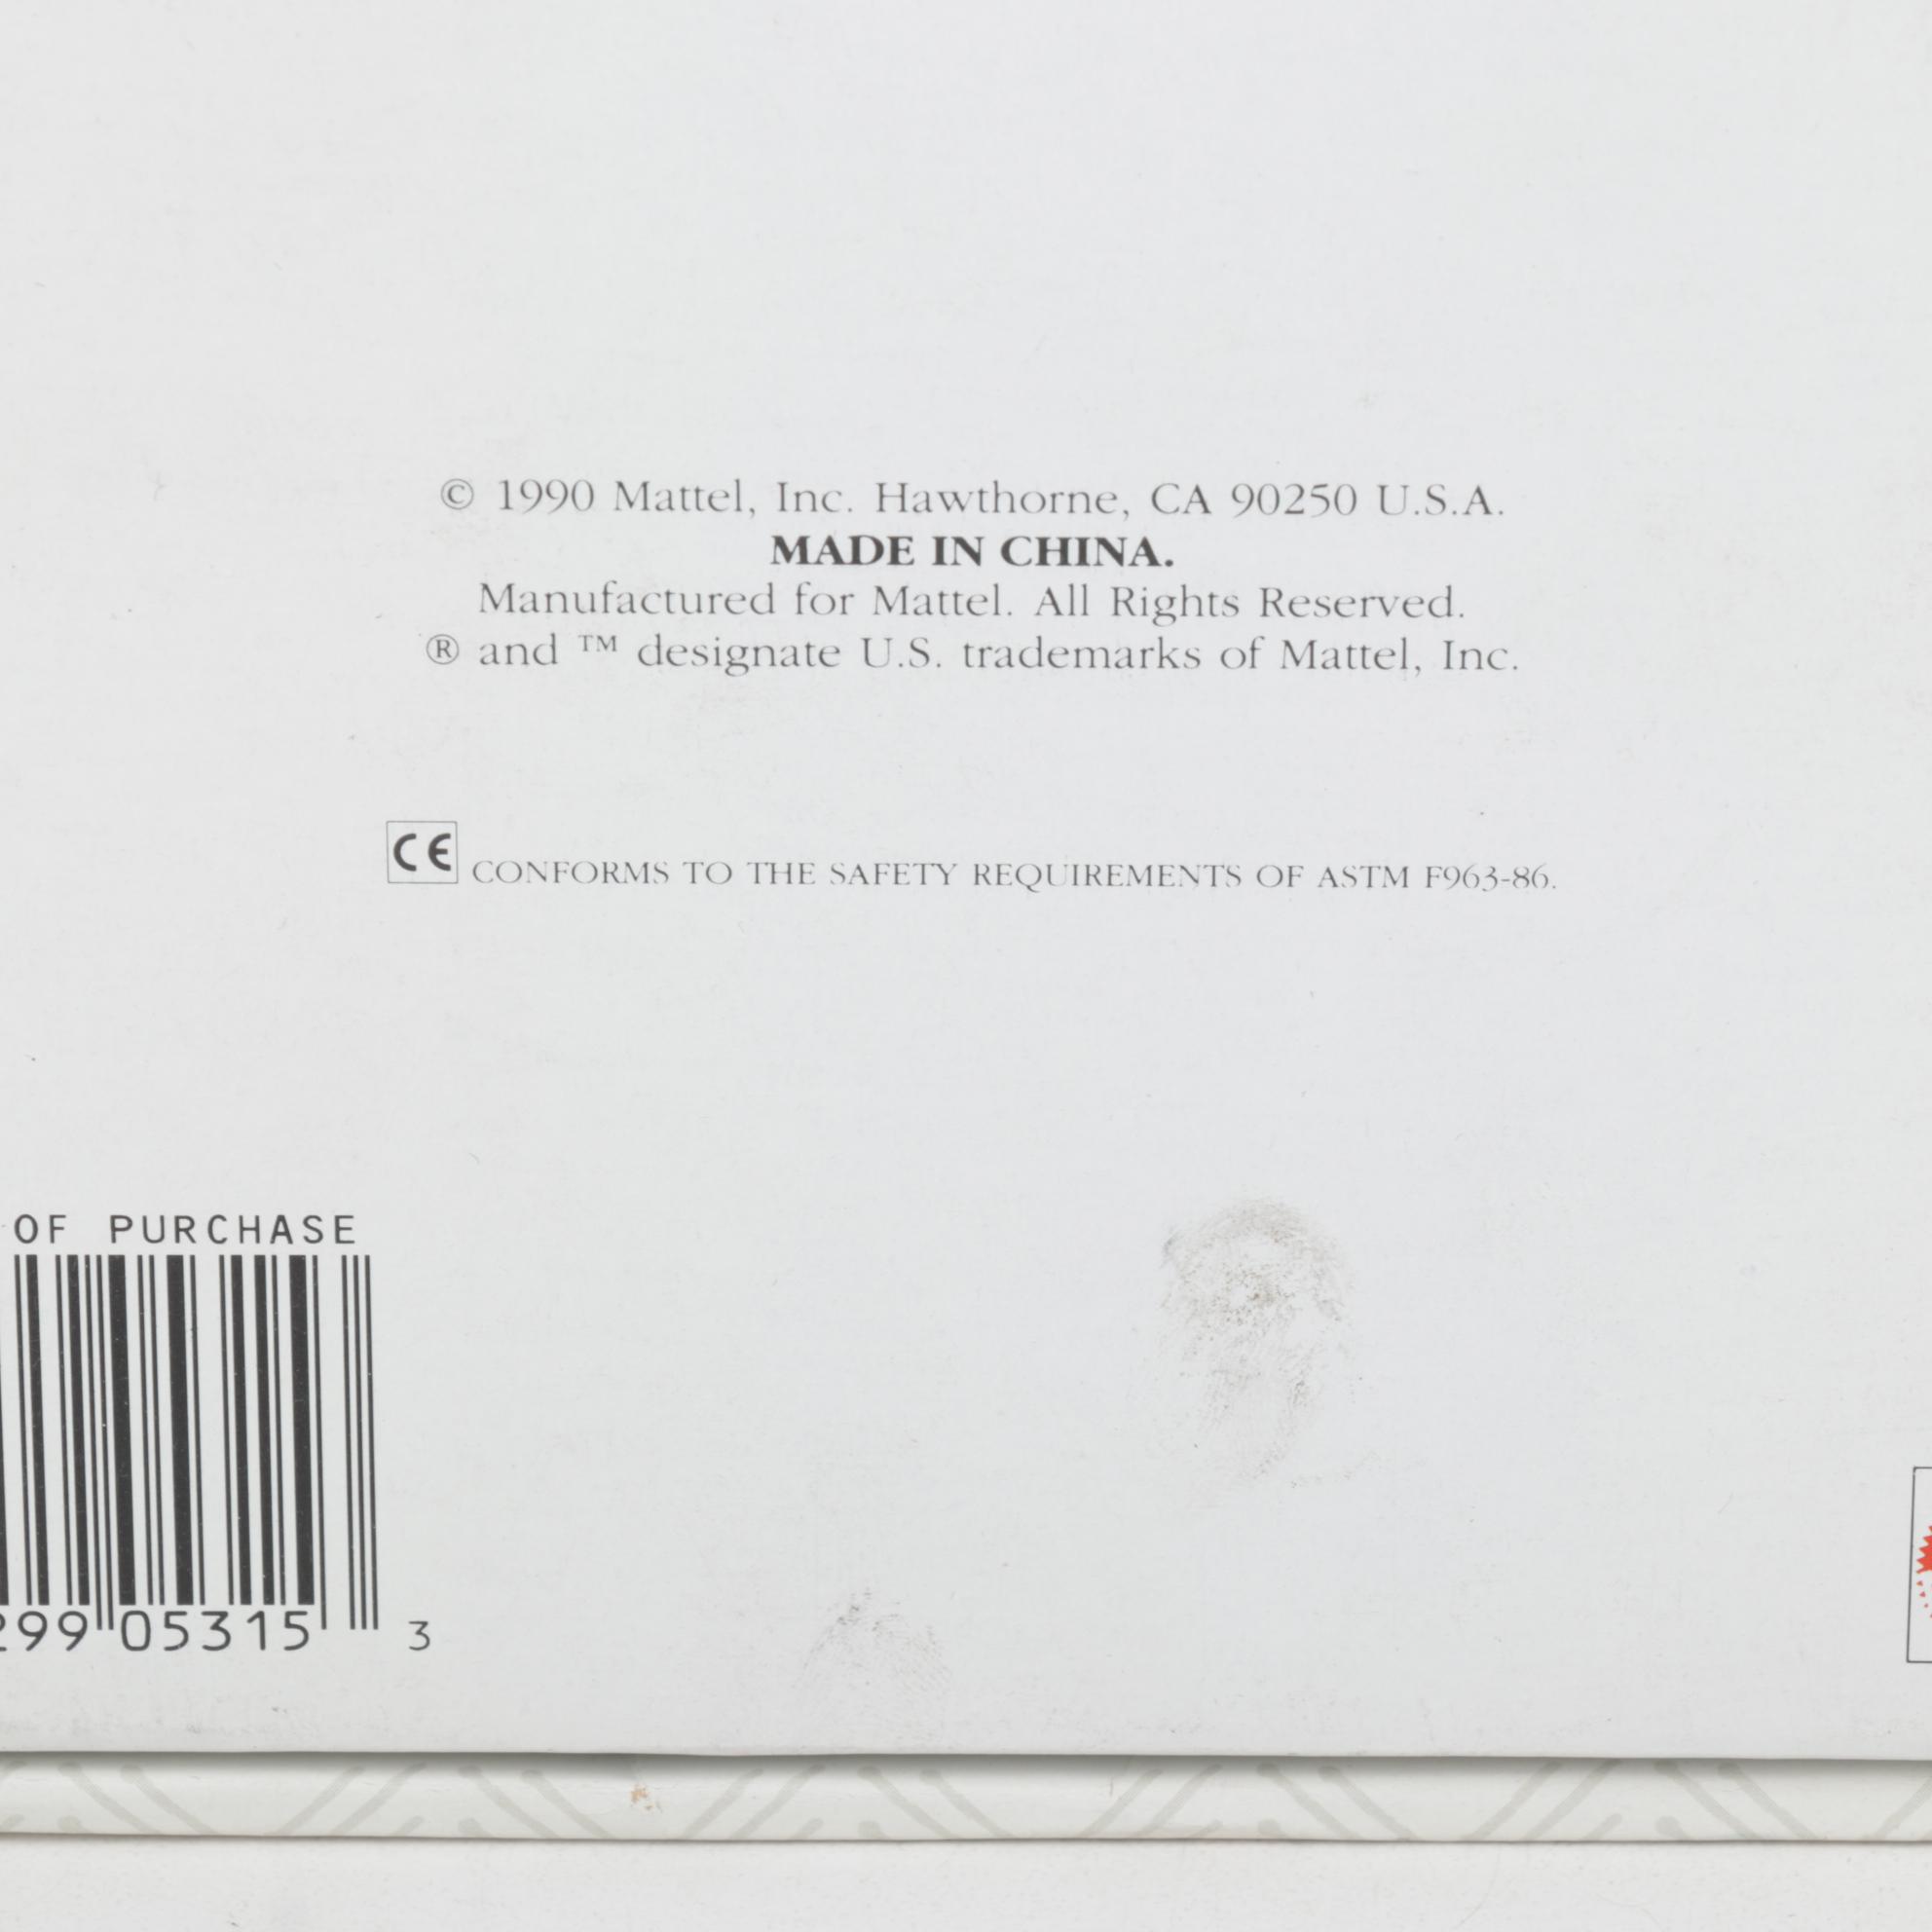 © 1990 Mattel, Inc. Hawthorne, CA 90250 U.S.A.
MADE IN CHINA.
Manufactured for Mattel. All Rights Reserved.
® and ™ designate U.S. trademarks of Mattel, Inc.
CE CONFORMS TO THE SAFETY REQUIREMENTS OF ASTM F963-86.
OF PURCHASE
99 05315 3